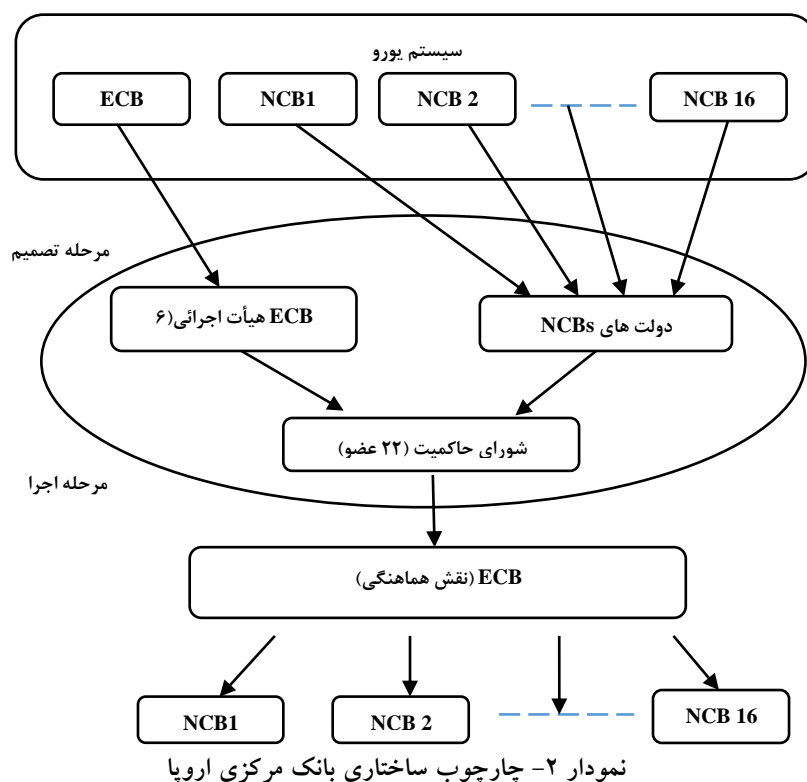 سیستم یورو
ECB
NCB1
NCB 2
NCB 16
مرحله تصمیم
ECB هیأت اجرائی(۶
دولت های NCBs
شورای حاکمیت (۲۲ عضو)
مرحله اجرا
ECB (نقش هماهنگی)
NCB1
NCB 2
NCB 16
نمودار ۲- چارچوب ساختاری بانک مرکزی اروپا